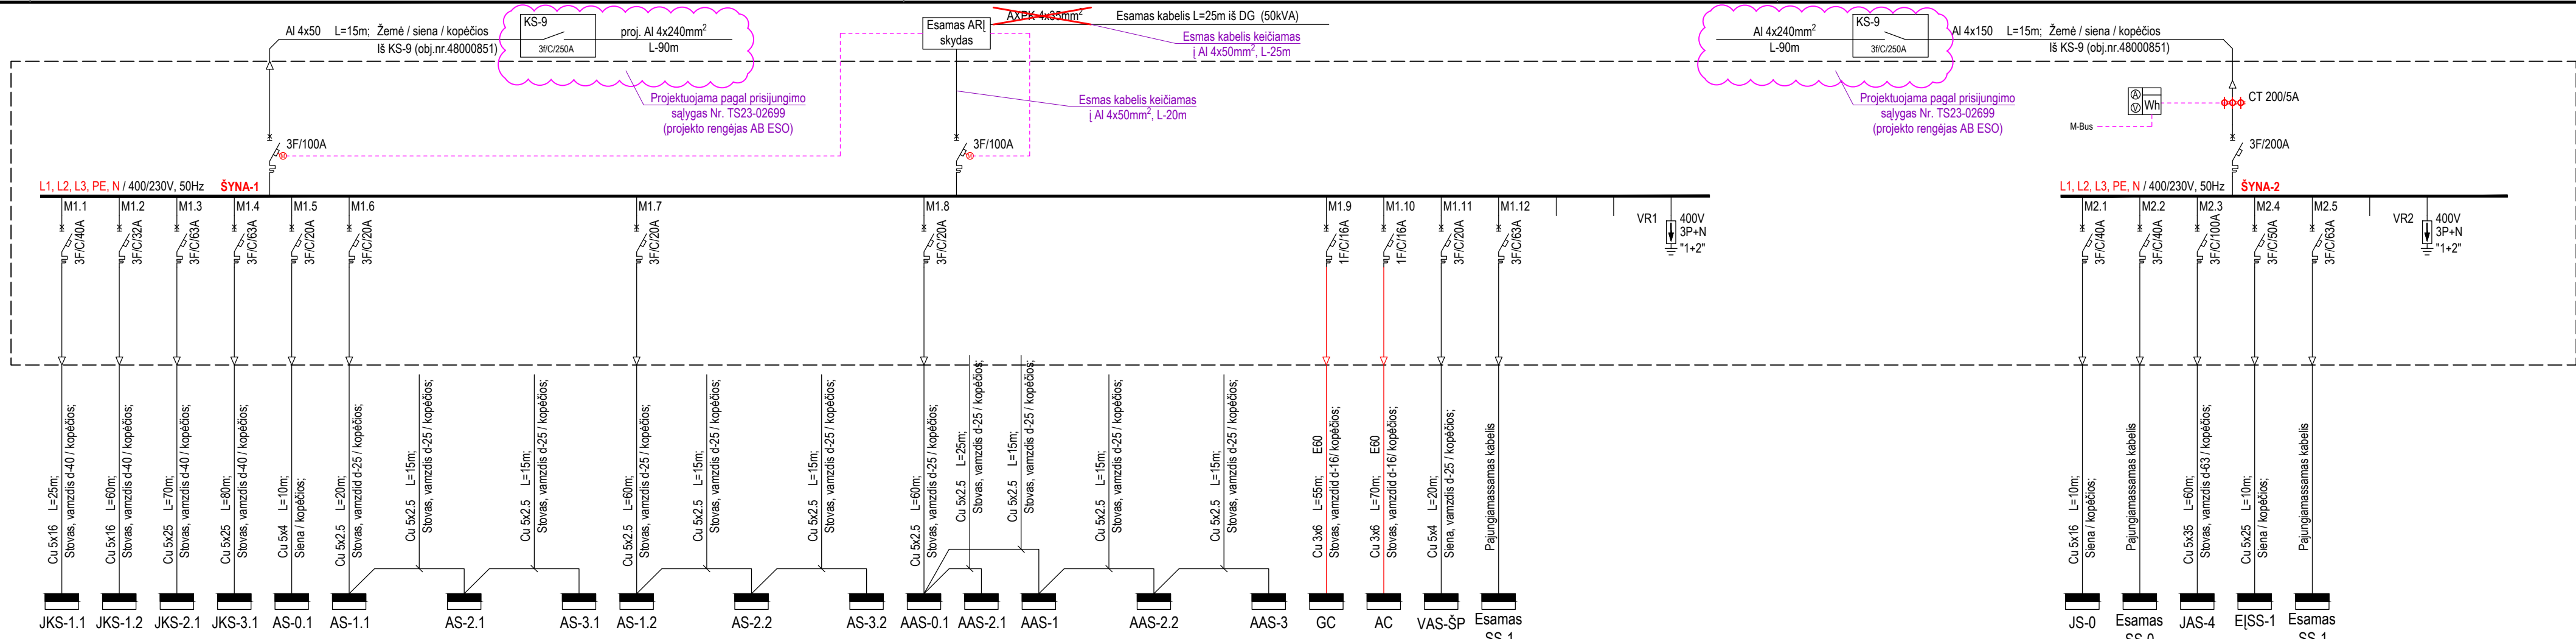 Al 4x50 L=15m; Žemė / siena / kopėčios
Iš KS-9 (obj.nr.48000851)
KS-9
3f/C/250A
proj. Al 4x240mm²
L-90m
Projektuojama pagal prisijungimo
sąlygas Nr. TS23-02699
(projekto rengėjas AB ESO)
Esamas ARĮ
skydas
AXPK 4x35mm²
Esamas kabelis L=25m iš DG (50kVA)
Esmas kabelis keičiamas
į Al 4x50mm², L-25m
Esmas kabelis keičiamas
į Al 4x50mm², L-20m
Al 4x240mm²
L-90m
KS-9
3f/C/250A
Al 4x150 L=15m; Žemė / siena / kopėčios
Iš KS-9 (obj.nr.48000851)
Projektuojama pagal prisijungimo
sąlygas Nr. TS23-02699
(projekto rengėjas AB ESO)
A
V
Wh
M-Bus
CT 200/5A
3F/100A
M
3F/100A
M
3F/200A
L1, L2, L3, PE, N / 400/230V, 50Hz ŠYNA-1
L1, L2, L3, PE, N / 400/230V, 50Hz ŠYNA-2
M1.1
M1.2
M1.3
M1.4
M1.5
M1.6
M1.7
M1.8
M1.9
M1.10
M1.11
M1.12
VR1
400V
3P+N
"1+2"
M2.1
M2.2
M2.3
M2.4
M2.5
VR2
400V
3P+N
"1+2"
3F/C/40A
3F/C/32A
3F/C/63A
3F/C/63A
3F/C/20A
3F/C/20A
3F/C/20A
3F/C/20A
1F/C/16A
1F/C/16A
3F/C/20A
3F/C/63A
3F/C/40A
3F/C/40A
3F/C/100A
3F/C/50A
3F/C/63A
Cu 5x16 L=25m;
Stovas, vamzdis d-40 / kopėčios;
Cu 5x16 L=60m;
Stovas, vamzdis d-40 / kopėčios;
Cu 5x25 L=70m;
Stovas, vamzdis d-40 / kopėčios;
Cu 5x25 L=80m;
Stovas, vamzdis d-40 / kopėčios;
Cu 5x4 L=10m;
Siena / kopėčios;
Cu 5x2.5 L=20m;
Stovas, vamzdid d-25 / kopėčios;
Cu 5x2.5 L=15m;
Stovas, vamzdis d-25 / kopėčios;
Cu 5x2.5 L=15m;
Stovas, vamzdis d-25 / kopėčios;
Cu 5x2.5 L=60m;
Stovas, vamzdis d-25 / kopėčios;
Cu 5x2.5 L=15m;
Stovas, vamzdis d-25 / kopėčios;
Cu 5x2.5 L=15m;
Stovas, vamzdis d-25 / kopėčios;
Cu 5x2.5 L=60m;
Stovas, vamzdis d-25 / kopėčios;
Cu 5x2.5 L=25m;
Stovas, vamzdis d-25 / kopėčios;
Cu 5x2.5 L=15m;
Stovas, vamzdis d-25 / kopėčios;
Cu 5x2.5 L=15m;
Stovas, vamzdis d-25 / kopėčios;
Cu 5x2.5 L=15m;
Stovas, vamzdis d-25 / kopėčios;
Cu 3x6 L=55m; E60
Stovas, vamzdid d-16/ kopėčios;
Cu 3x6 L=70m; E60
Stovas, vamzdid d-16/ kopėčios;
Cu 5x4 L=20m;
Siena, vamzdis d-25 / kopėčios;
Pajungiamassamas kabelis
Cu 5x16 L=10m;
Siena / kopėčios;
Pajungiamassamas kabelis
Cu 5x35 L=60m;
Stovas, vamzdis d-63 / kopėčios;
Cu 5x25 L=10m;
Siena / kopėčios;
Pajungiamassamas kabelis
JKS-1.1
JKS-1.2
JKS-2.1
JKS-3.1
AS-0.1
AS-1.1
AS-2.1
AS-3.1
AS-1.2
AS-2.2
AS-3.2
AAS-0.1
AAS-2.1
AAS-1
AAS-2.2
AAS-3
GC
AC
VAS-ŠP
Esamas
SS-1
JS-0
Esamas
SS-0
JAS-4
EĮSS-1
Esamas
SS-1